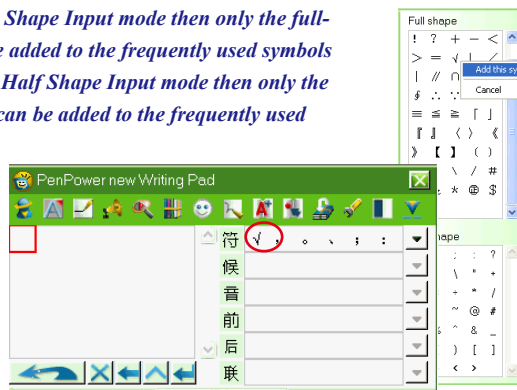 Shape Input mode then only the full-
e added to the frequently used symbols
Half Shape Input mode then only the
can be added to the frequently used
Full shape
! ? + − <
> = √
| // ∩
Add this sy
∮ ∴ ∵
Cancel
≡ ≦ ≧ 「 」
『 』 〈 〉 《
》 【 】 ( )
\ / #
* ⊕ $
ape
: ; ?
\ " +
÷ * /
~ @ #
^ & _
) [ ]
< >
PenPower new Writing Pad
符 √ , 。 、 ; :
候
音
前
后
联